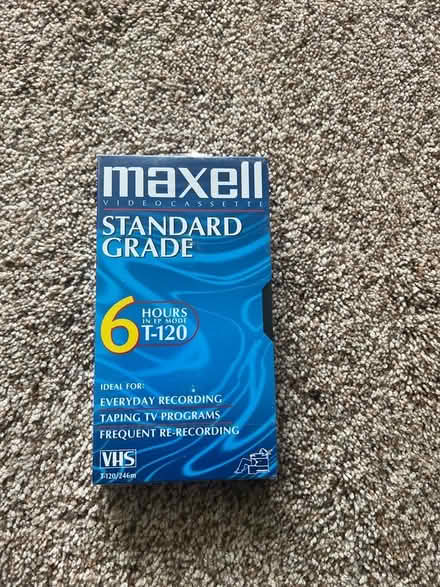 maxell
VIDEOCASSETTE
STANDARD
GRADE
6 HOURS
IN EP MODE
T-120
IDEAL FOR:
EVERYDAY RECORDING
TAPING TV PROGRAMS
FREQUENT RE-RECORDING
VHS
T-120/246m